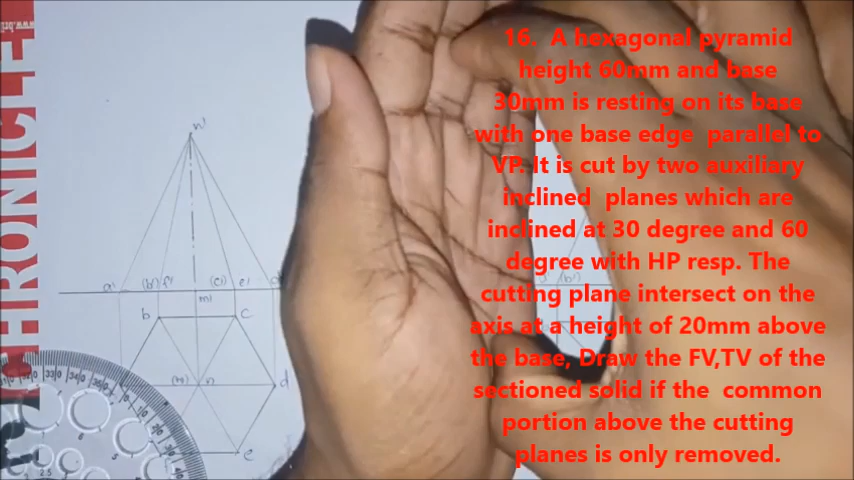 16.  A hexagonal pyramid
height 60mm and base
30mm is resting on its base
with one base edge  parallel to
VP. It is cut by two auxiliary
inclined  planes which are
inclined at 30 degree and 60
degree with HP resp. The
cutting plane intersect on the
axis at a height of 20mm above
the base, Draw the FV,TV of the
sectioned solid if the  common
portion above the cutting
planes is only removed.
CHRONICLE
n'
a' (b') f' (c') e'
m'
b c
(m) n d
e